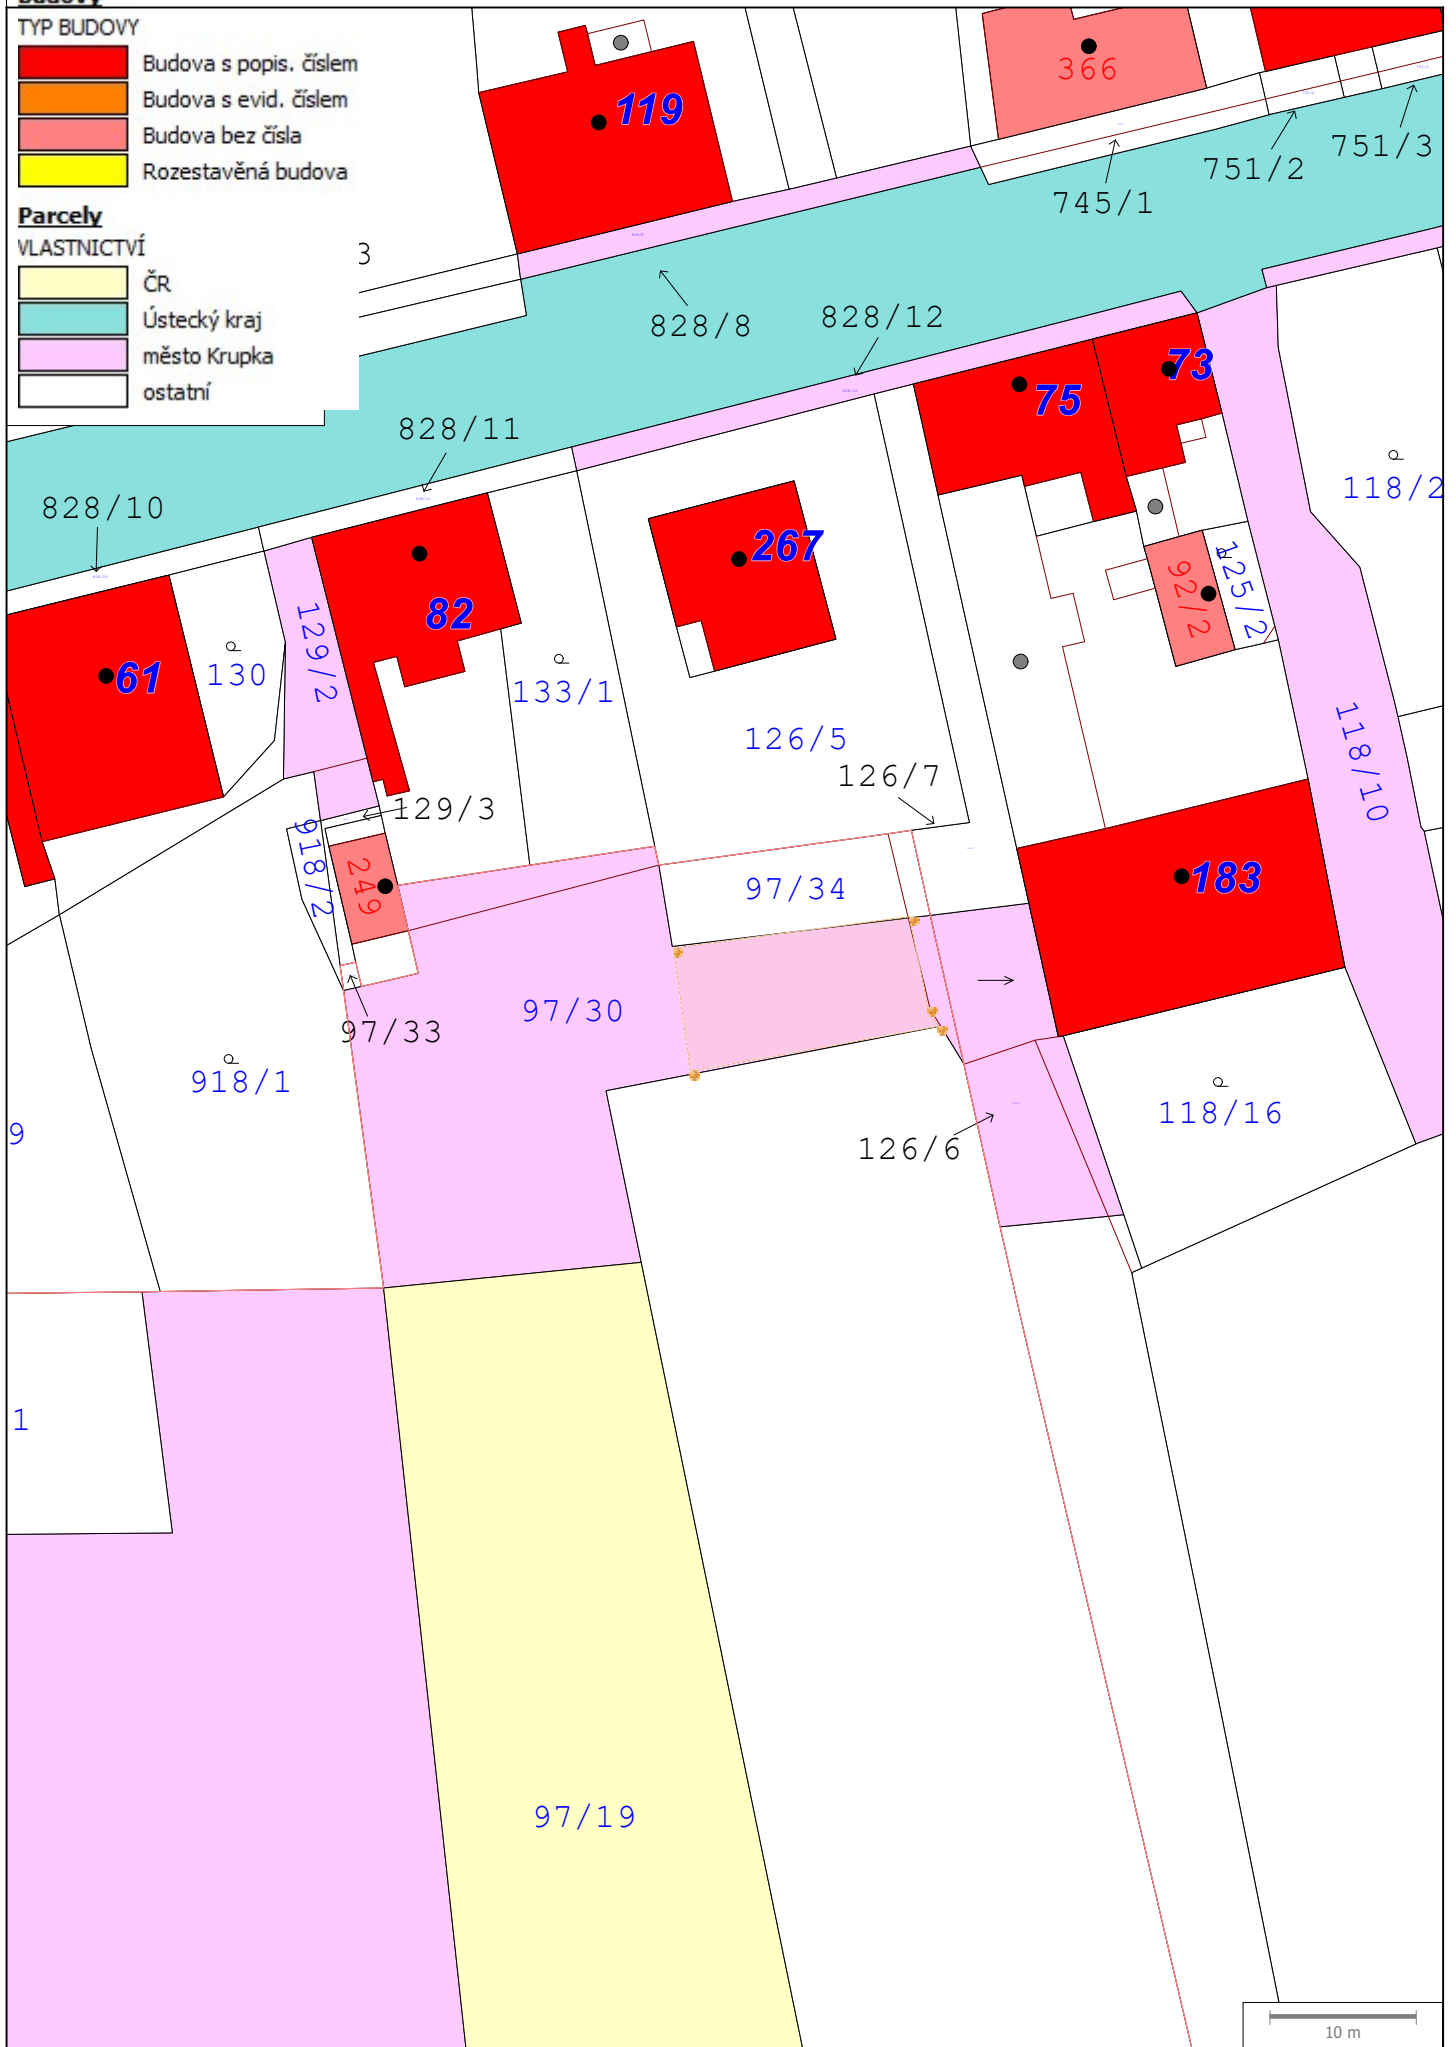 Budovy
TYP BUDOVY
Budova s popis. číslem
Budova s evid. číslem
Budova bez čísla
Rozestavěná budova
Parcely
VLASTNICTVÍ
ČR
Ústecký kraj
město Krupka
ostatní
3
119
366
751/3
751/2
745/1
828/8
828/12
828/11
828/10
73
75
118/2
267
82
61
130
129/2
133/1
92/2
125/2
126/5
126/7
118/10
129/3
918/2
249
97/34
183
97/30
97/33
918/1
118/16
126/6
9
1
97/19
10 m